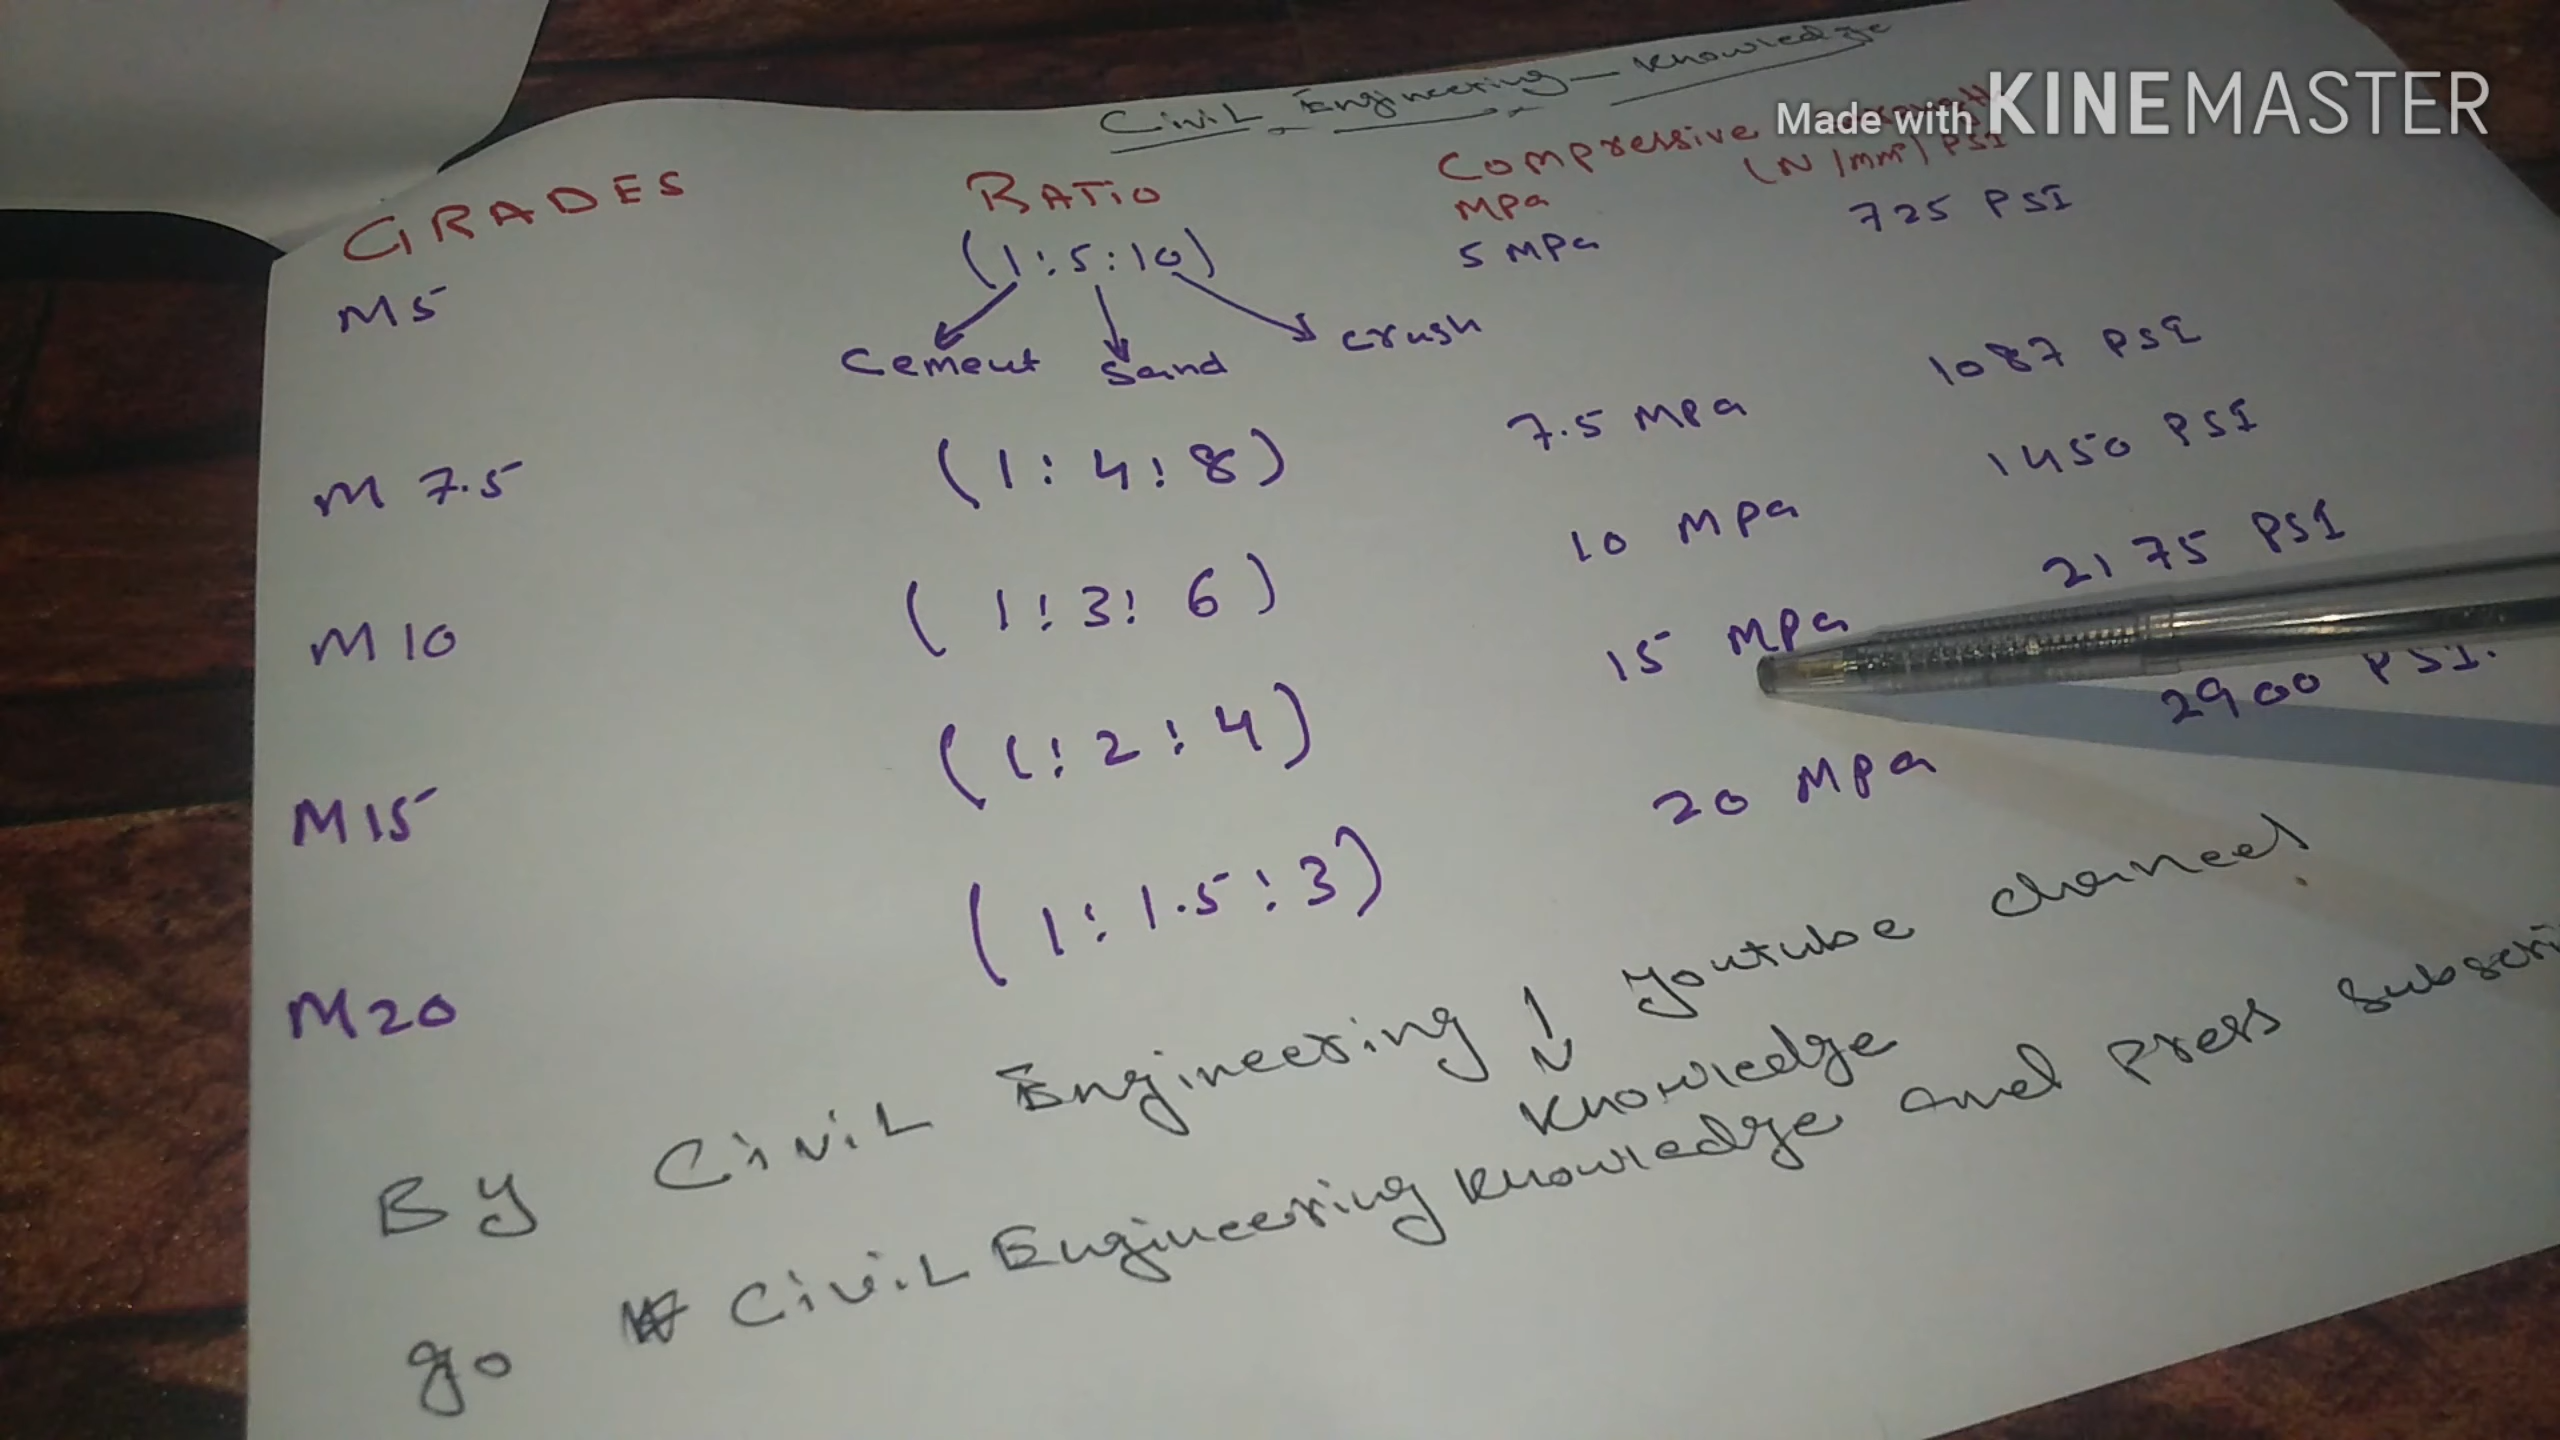 Civil Engineering - Knowledge
Made with KINEMASTER
GRADES RATIO Compressive
MPa (N/mm²) PSI
M5 (1:5:10) 5 MPa 725 PSI
Cement Sand crush
M 7.5 (1:4:8) 7.5 MPa 1087 PSI
M10 (1:3:6) 10 MPa 1450 PSI
M15 (1:2:4) 15 MPa 2175 PSI
M20 (1:1.5:3) 20 MPa 2900 PSI.
By Civil Engineering Youtube channel
Knowledge
go Civil Engineering Knowledge and press Subscri